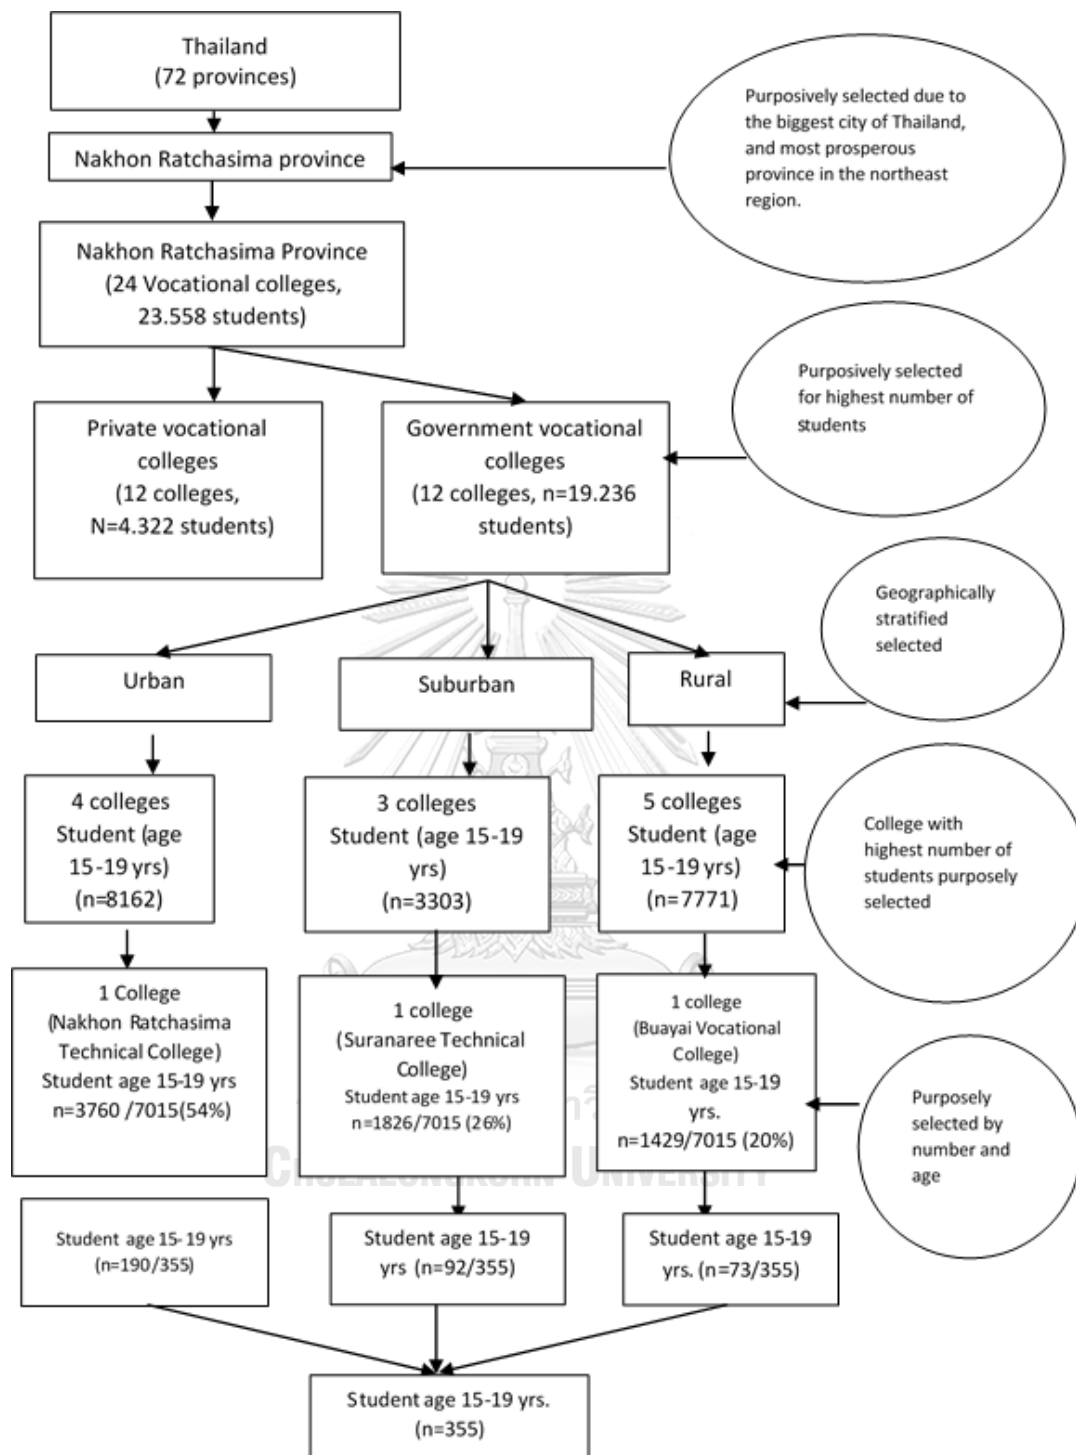 Thailand
(72 provinces)
Purposively selected due to
the biggest city of Thailand,
and most prosperous
province in the northeast
region.
Nakhon Ratchasima province
Nakhon Ratchasima Province
(24 Vocational colleges,
23.558 students)
Purposively selected
for highest number of
students
Private vocational
colleges
(12 colleges,
N=4.322 students)
Government vocational
colleges
(12 colleges, n=19.236
students)
Geographically
stratified
selected
Urban
Suburban
Rural
4 colleges
Student (age
15-19 yrs)
(n=8162)
3 colleges
Student (age 15-19
yrs)
(n=3303)
5 colleges
Student (age
15-19 yrs)
(n=7771)
College with
highest number of
students purposely
selected
1 College
(Nakhon Ratchasima
Technical College)
Student age 15-19 yrs
n=3760 /7015(54%)
1 college
(Suranaree Technical
College)
Student age 15-19 yrs
n=1826/7015 (26%)
1 college
(Buayai Vocational
College)
Student age 15-19
yrs.
n=1429/7015 (20%)
Purposely
selected by
number and
age
CHULALONGKORN UNIVERSITY
Student age 15- 19 yrs
(n=190/355)
Student age 15-19
yrs (n=92/355)
Student age 15-19
yrs. (n=73/355)
Student age 15-19 yrs.
(n=355)